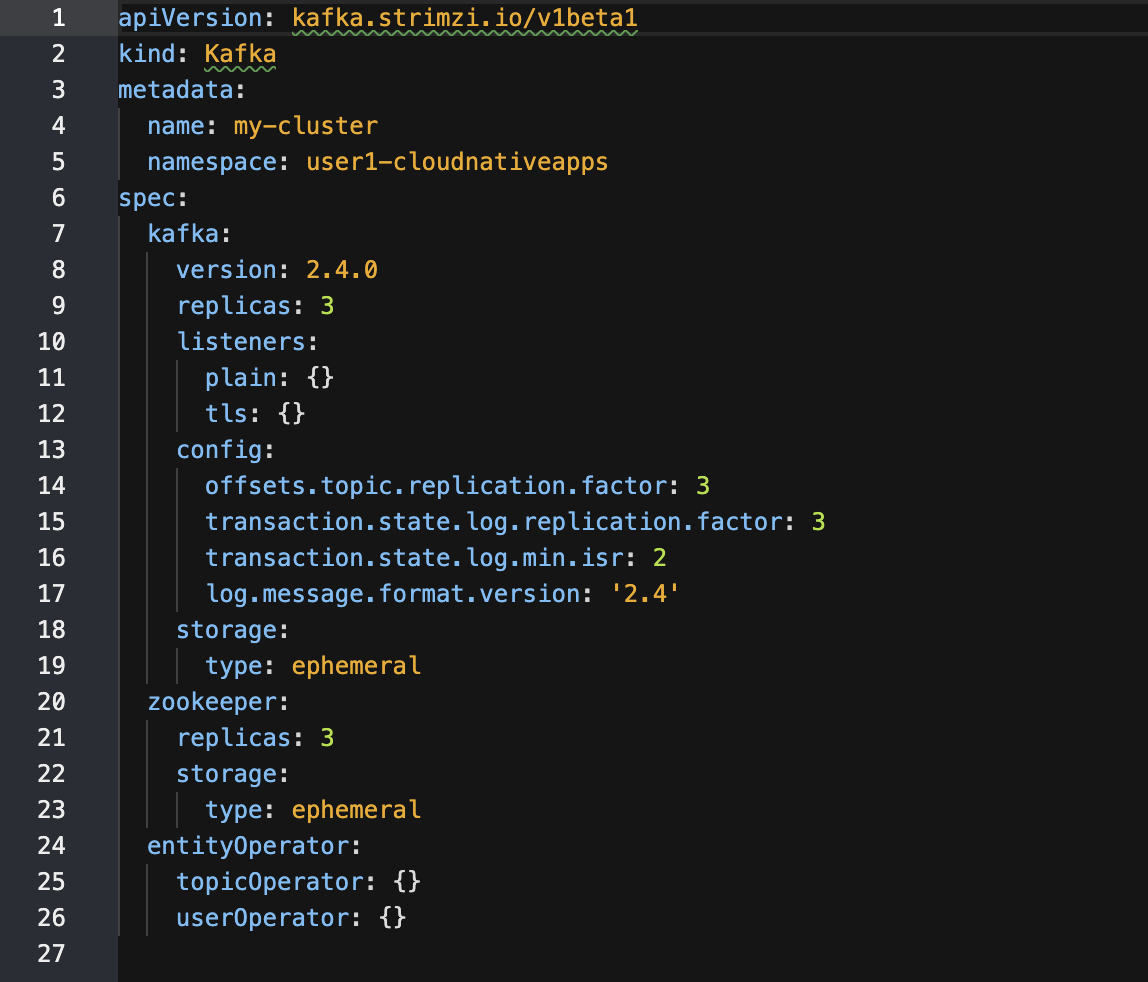 1 apiVersion: kafka.strimzi.io/v1beta1
2 kind: Kafka
3 metadata:
4   name: my-cluster
5   namespace: user1-cloudnativeapps
6 spec:
7   kafka:
8     version: 2.4.0
9     replicas: 3
10     listeners:
11       plain: {}
12       tls: {}
13     config:
14       offsets.topic.replication.factor: 3
15       transaction.state.log.replication.factor: 3
16       transaction.state.log.min.isr: 2
17       log.message.format.version: '2.4'
18     storage:
19       type: ephemeral
20   zookeeper:
21     replicas: 3
22     storage:
23       type: ephemeral
24   entityOperator:
25     topicOperator: {}
26     userOperator: {}
27